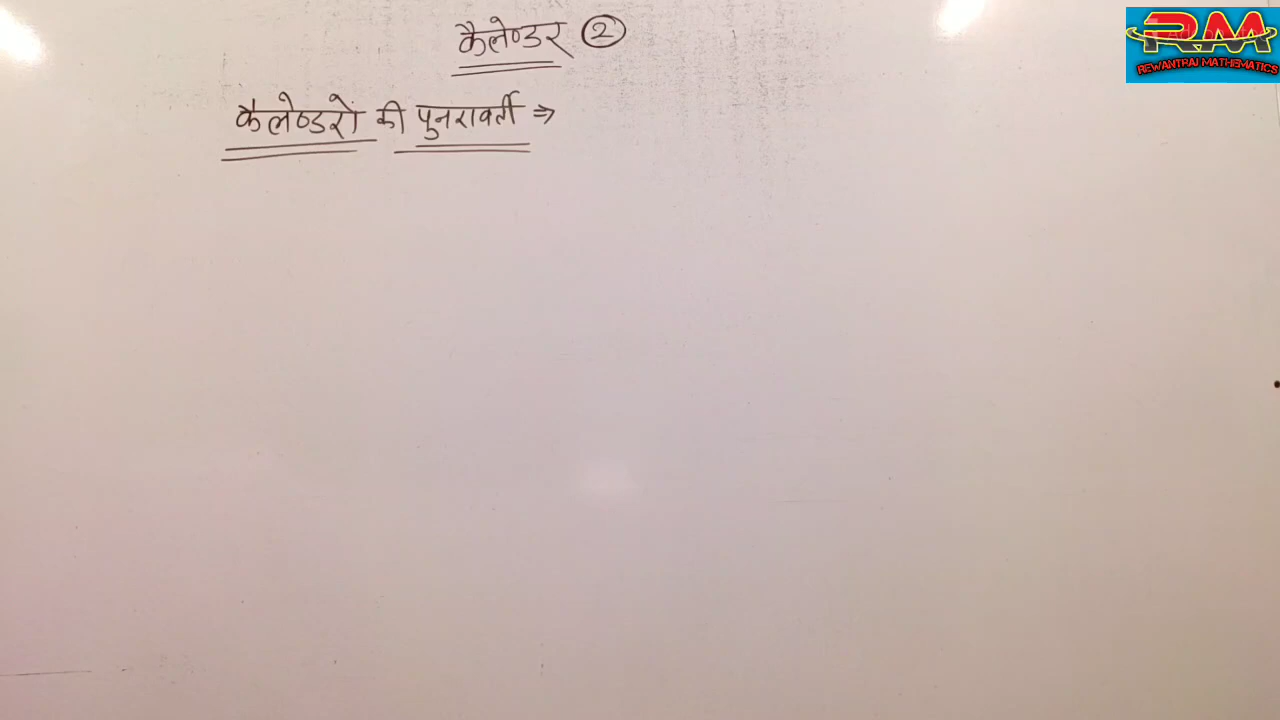 कैलेण्डर ②
कैलेण्डरों की पुनरावर्ती ⇒
RM
REWANTRAJ MATHEMATICS